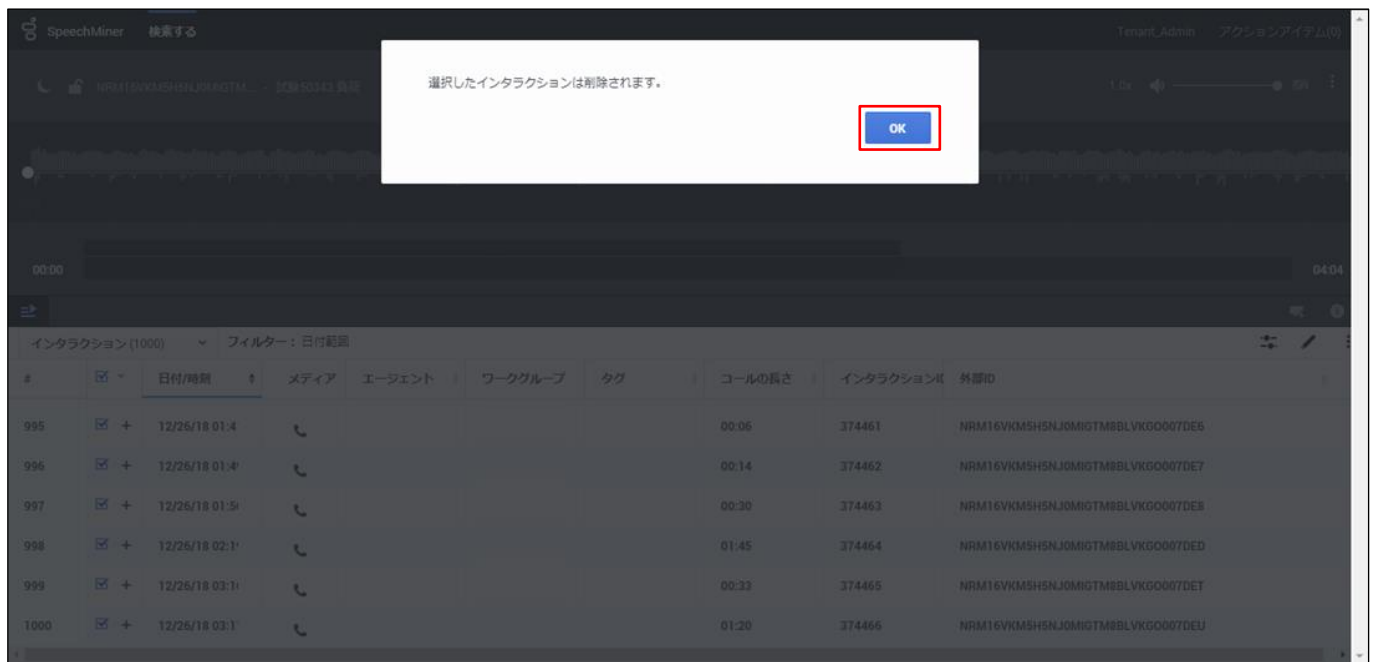 SpeechMiner 検索する Tenant_Admin アクションアイテム(0)
選択したインタラクションは削除されます。
OK
1.0x
00:00 04:04
インタラクション (1000) フィルター : 日付範囲
# 日付/時刻 メディア エージェント ワークグループ タグ コールの長さ インタラクションID 外部ID
995 12/26/18 01:4 00:06 374461 NRM16VKM5H5NJ0MIGTM8BLVKGO007DE6
996 12/26/18 01:4 00:14 374462 NRM16VKM5H5NJ0MIGTM8BLVKGO007DE7
997 12/26/18 01:5 00:30 374463 NRM16VKM5H5NJ0MIGTM8BLVKGO007DE8
998 12/26/18 02:1 01:45 374464 NRM16VKM5H5NJ0MIGTM8BLVKGO007DED
999 12/26/18 03:1 00:33 374465 NRM16VKM5H5NJ0MIGTM8BLVKGO007DET
1000 12/26/18 03:1 01:20 374466 NRM16VKM5H5NJ0MIGTM8BLVKGO007DEU